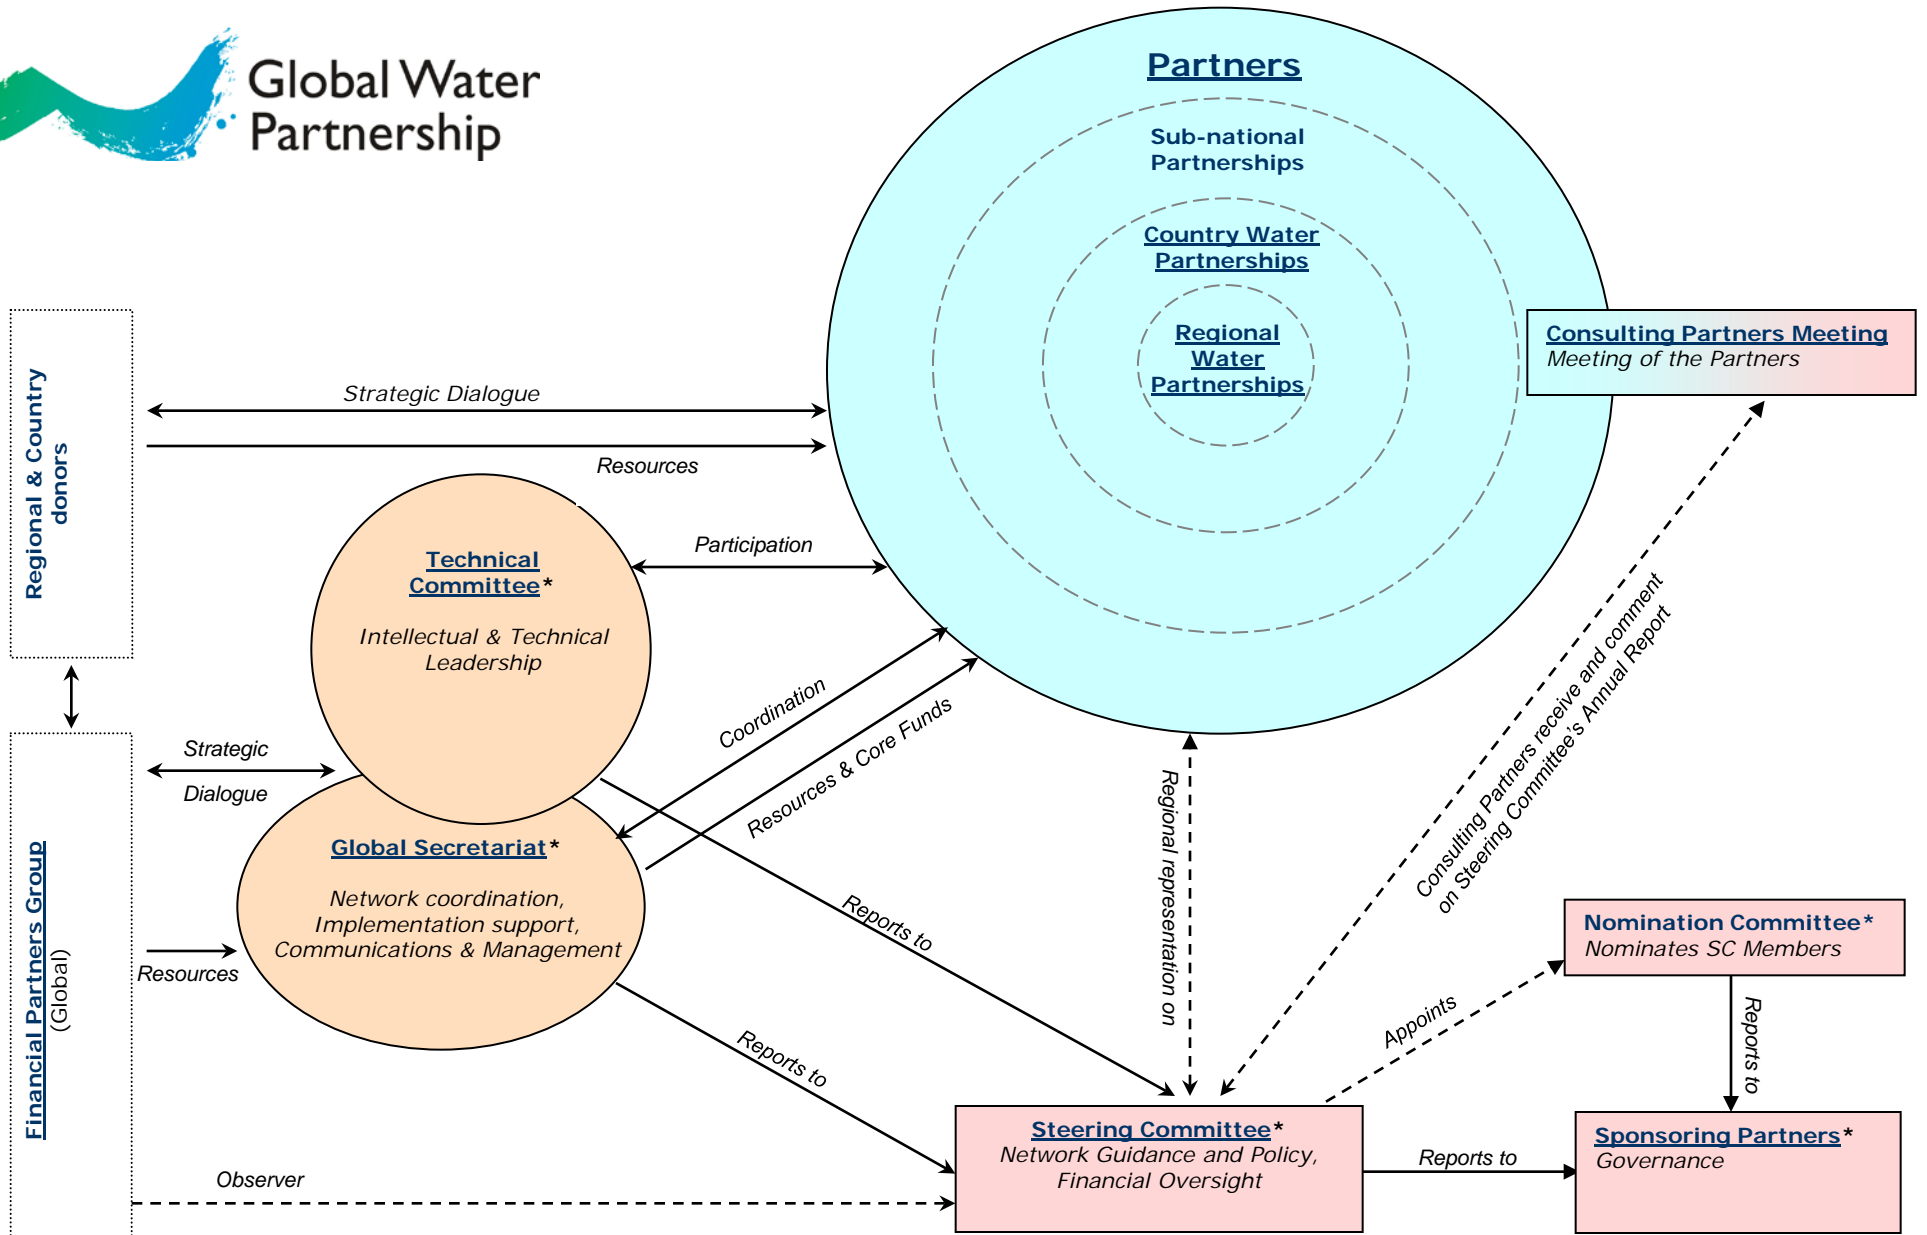 Global Water
Partnership
Partners
Sub-national
Partnerships
Country Water
Partnerships
Regional
Water
Partnerships
Consulting Partners Meeting
Meeting of the Partners
Regional & Country
donors
Strategic Dialogue
Resources
Technical
Committee*
Intellectual & Technical
Leadership
Participation
Coordination
Resources & Core Funds
Strategic
Dialogue
Financial Partners Group
(Global)
Global Secretariat*
Network coordination,
Implementation support,
Communications & Management
Resources
Reports to
Reports to
Regional representation on
Consulting Partners receive and comment
on Steering Committee's Annual Report
Nomination Committee*
Nominates SC Members
Appoints
Reports to
Observer
Steering Committee*
Network Guidance and Policy,
Financial Oversight
Reports to
Sponsoring Partners*
Governance